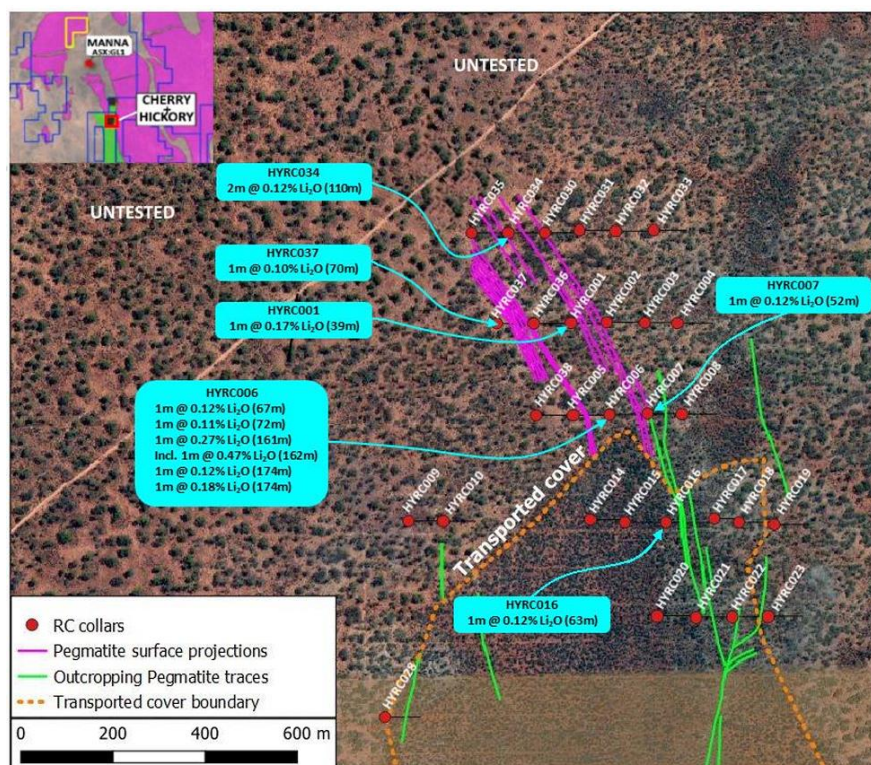 MANNA
ASX:GL1
CHERRY
+
HICKORY
UNTESTED
UNTESTED
HYRC034
2m @ 0.12% Li₂O (110m)
HYRC037
1m @ 0.10% Li₂O (70m)
HYRC001
1m @ 0.17% Li₂O (39m)
HYRC007
1m @ 0.12% Li₂O (52m)
HYRC006
1m @ 0.12% Li₂O (67m)
1m @ 0.11% Li₂O (72m)
1m @ 0.27% Li₂O (161m)
Incl. 1m @ 0.47% Li₂O (162m)
1m @ 0.12% Li₂O (174m)
1m @ 0.18% Li₂O (174m)
HYRC035
HYRC034
HYRC030
HYRC031
HYRC032
HYRC033
HYRC037
HYRC036
HYRC001
HYRC002
HYRC003
HYRC004
HYRC038
HYRC005
HYRC006
HYRC007
HYRC008
HYRC009
HYRC010
Transported cover
HYRC014
HYRC015
HYRC016
HYRC017
HYRC018
HYRC019
HYRC020
HYRC021
HYRC022
HYRC023
HYRC016
1m @ 0.12% Li₂O (63m)
HYRC028
RC collars
Pegmatite surface projections
Outcropping Pegmatite traces
Transported cover boundary
0 200 400 600 m